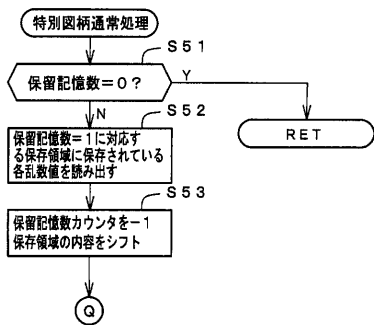 特別図柄通常処理
S51
保留記憶数=0?
Y
N
S52
RET
保留記憶数=1に対応す
る保存領域に保存されている
各乱数値を読み出す
S53
保留記憶数カウンタを-1
保存領域の内容をシフト
Q